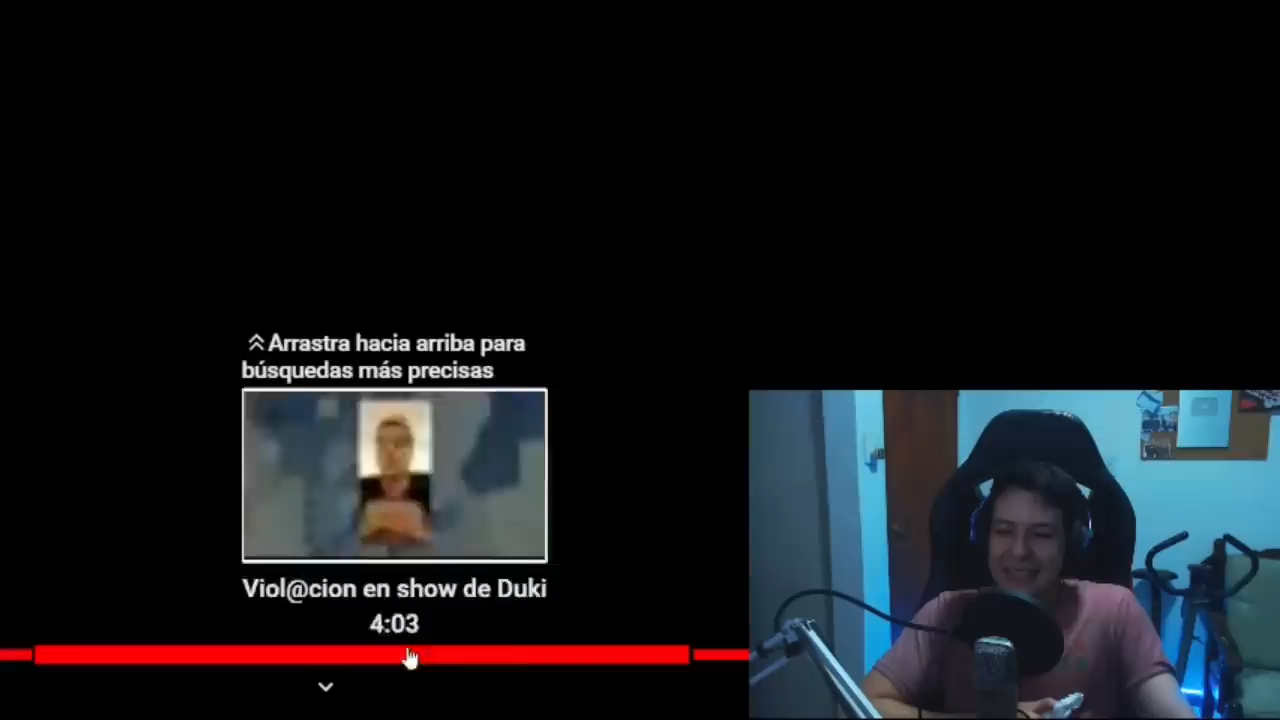 Arrastra hacia arriba para
búsquedas más precisas
Viol@cion en show de Duki
4:03